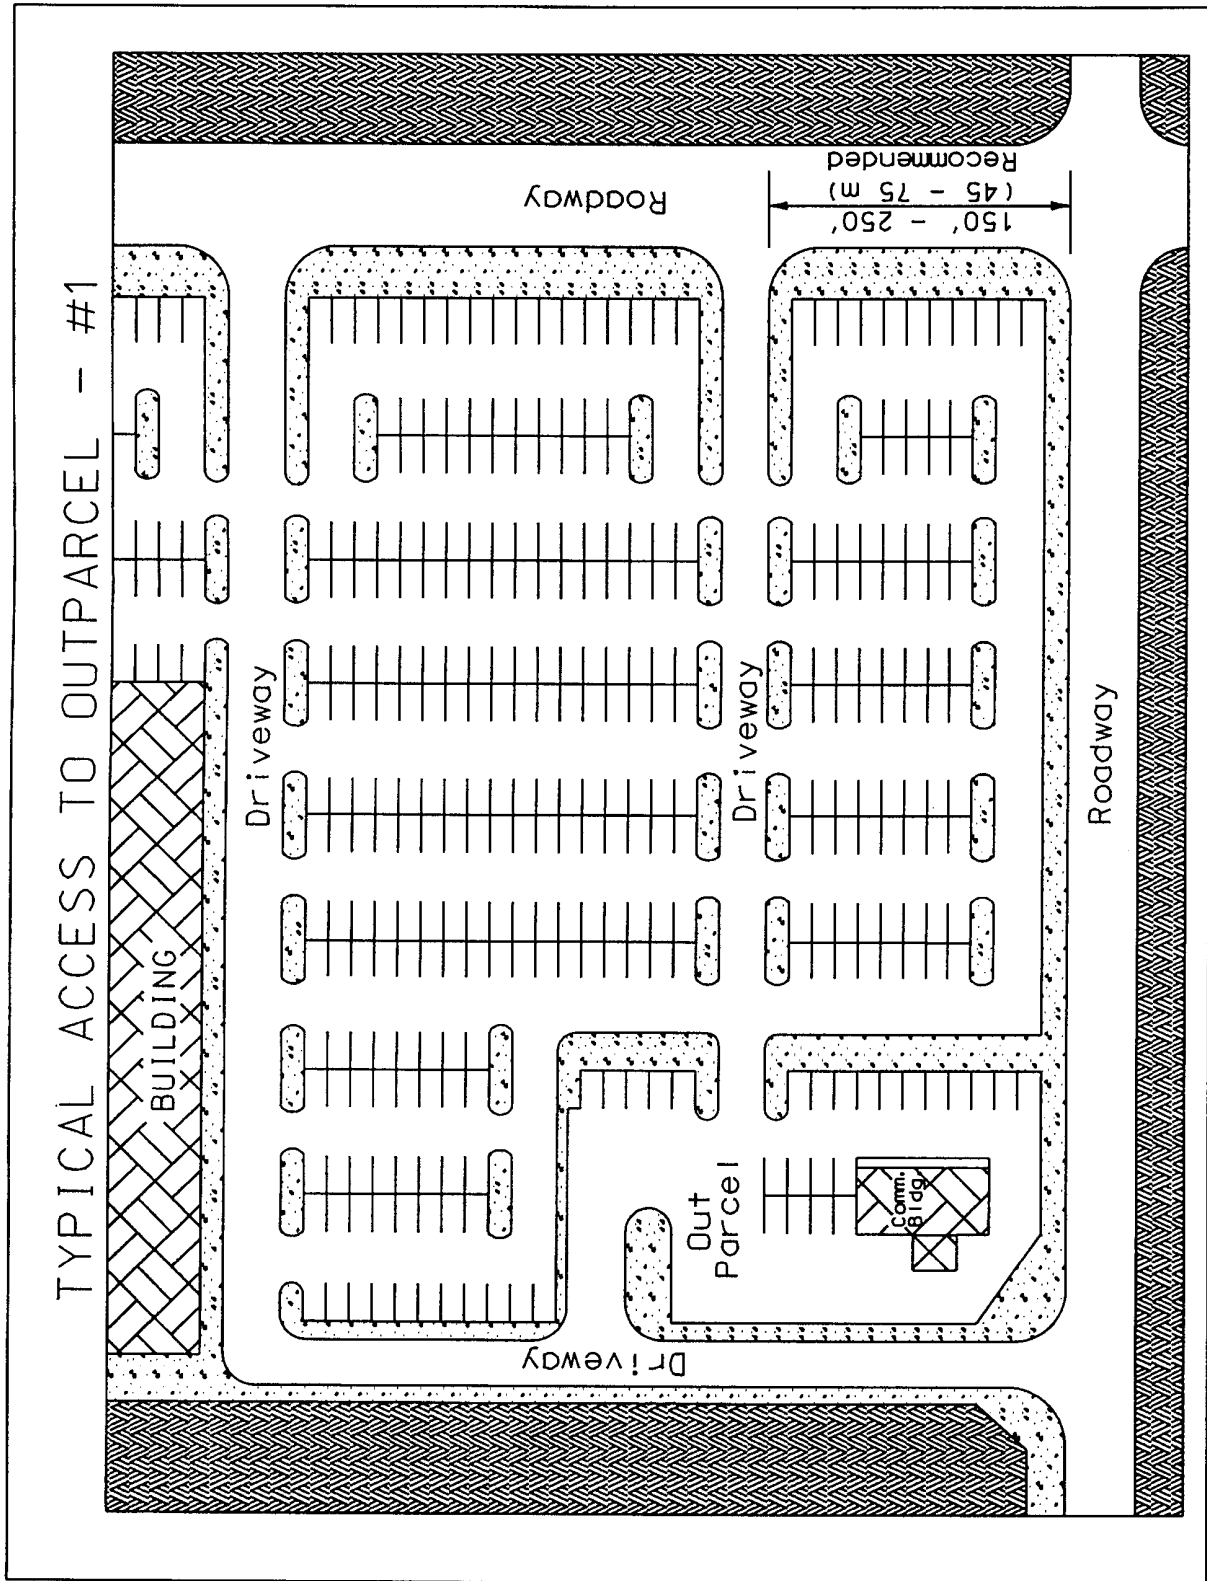 TYPICAL ACCESS TO OUTPARCEL - #1
BUILDING
Driveway
Roadway
150' - 250'
(45 - 75 m)
Recommended
Driveway
Driveway
Out
Parcel
Comm.
Bldg.
Roadway